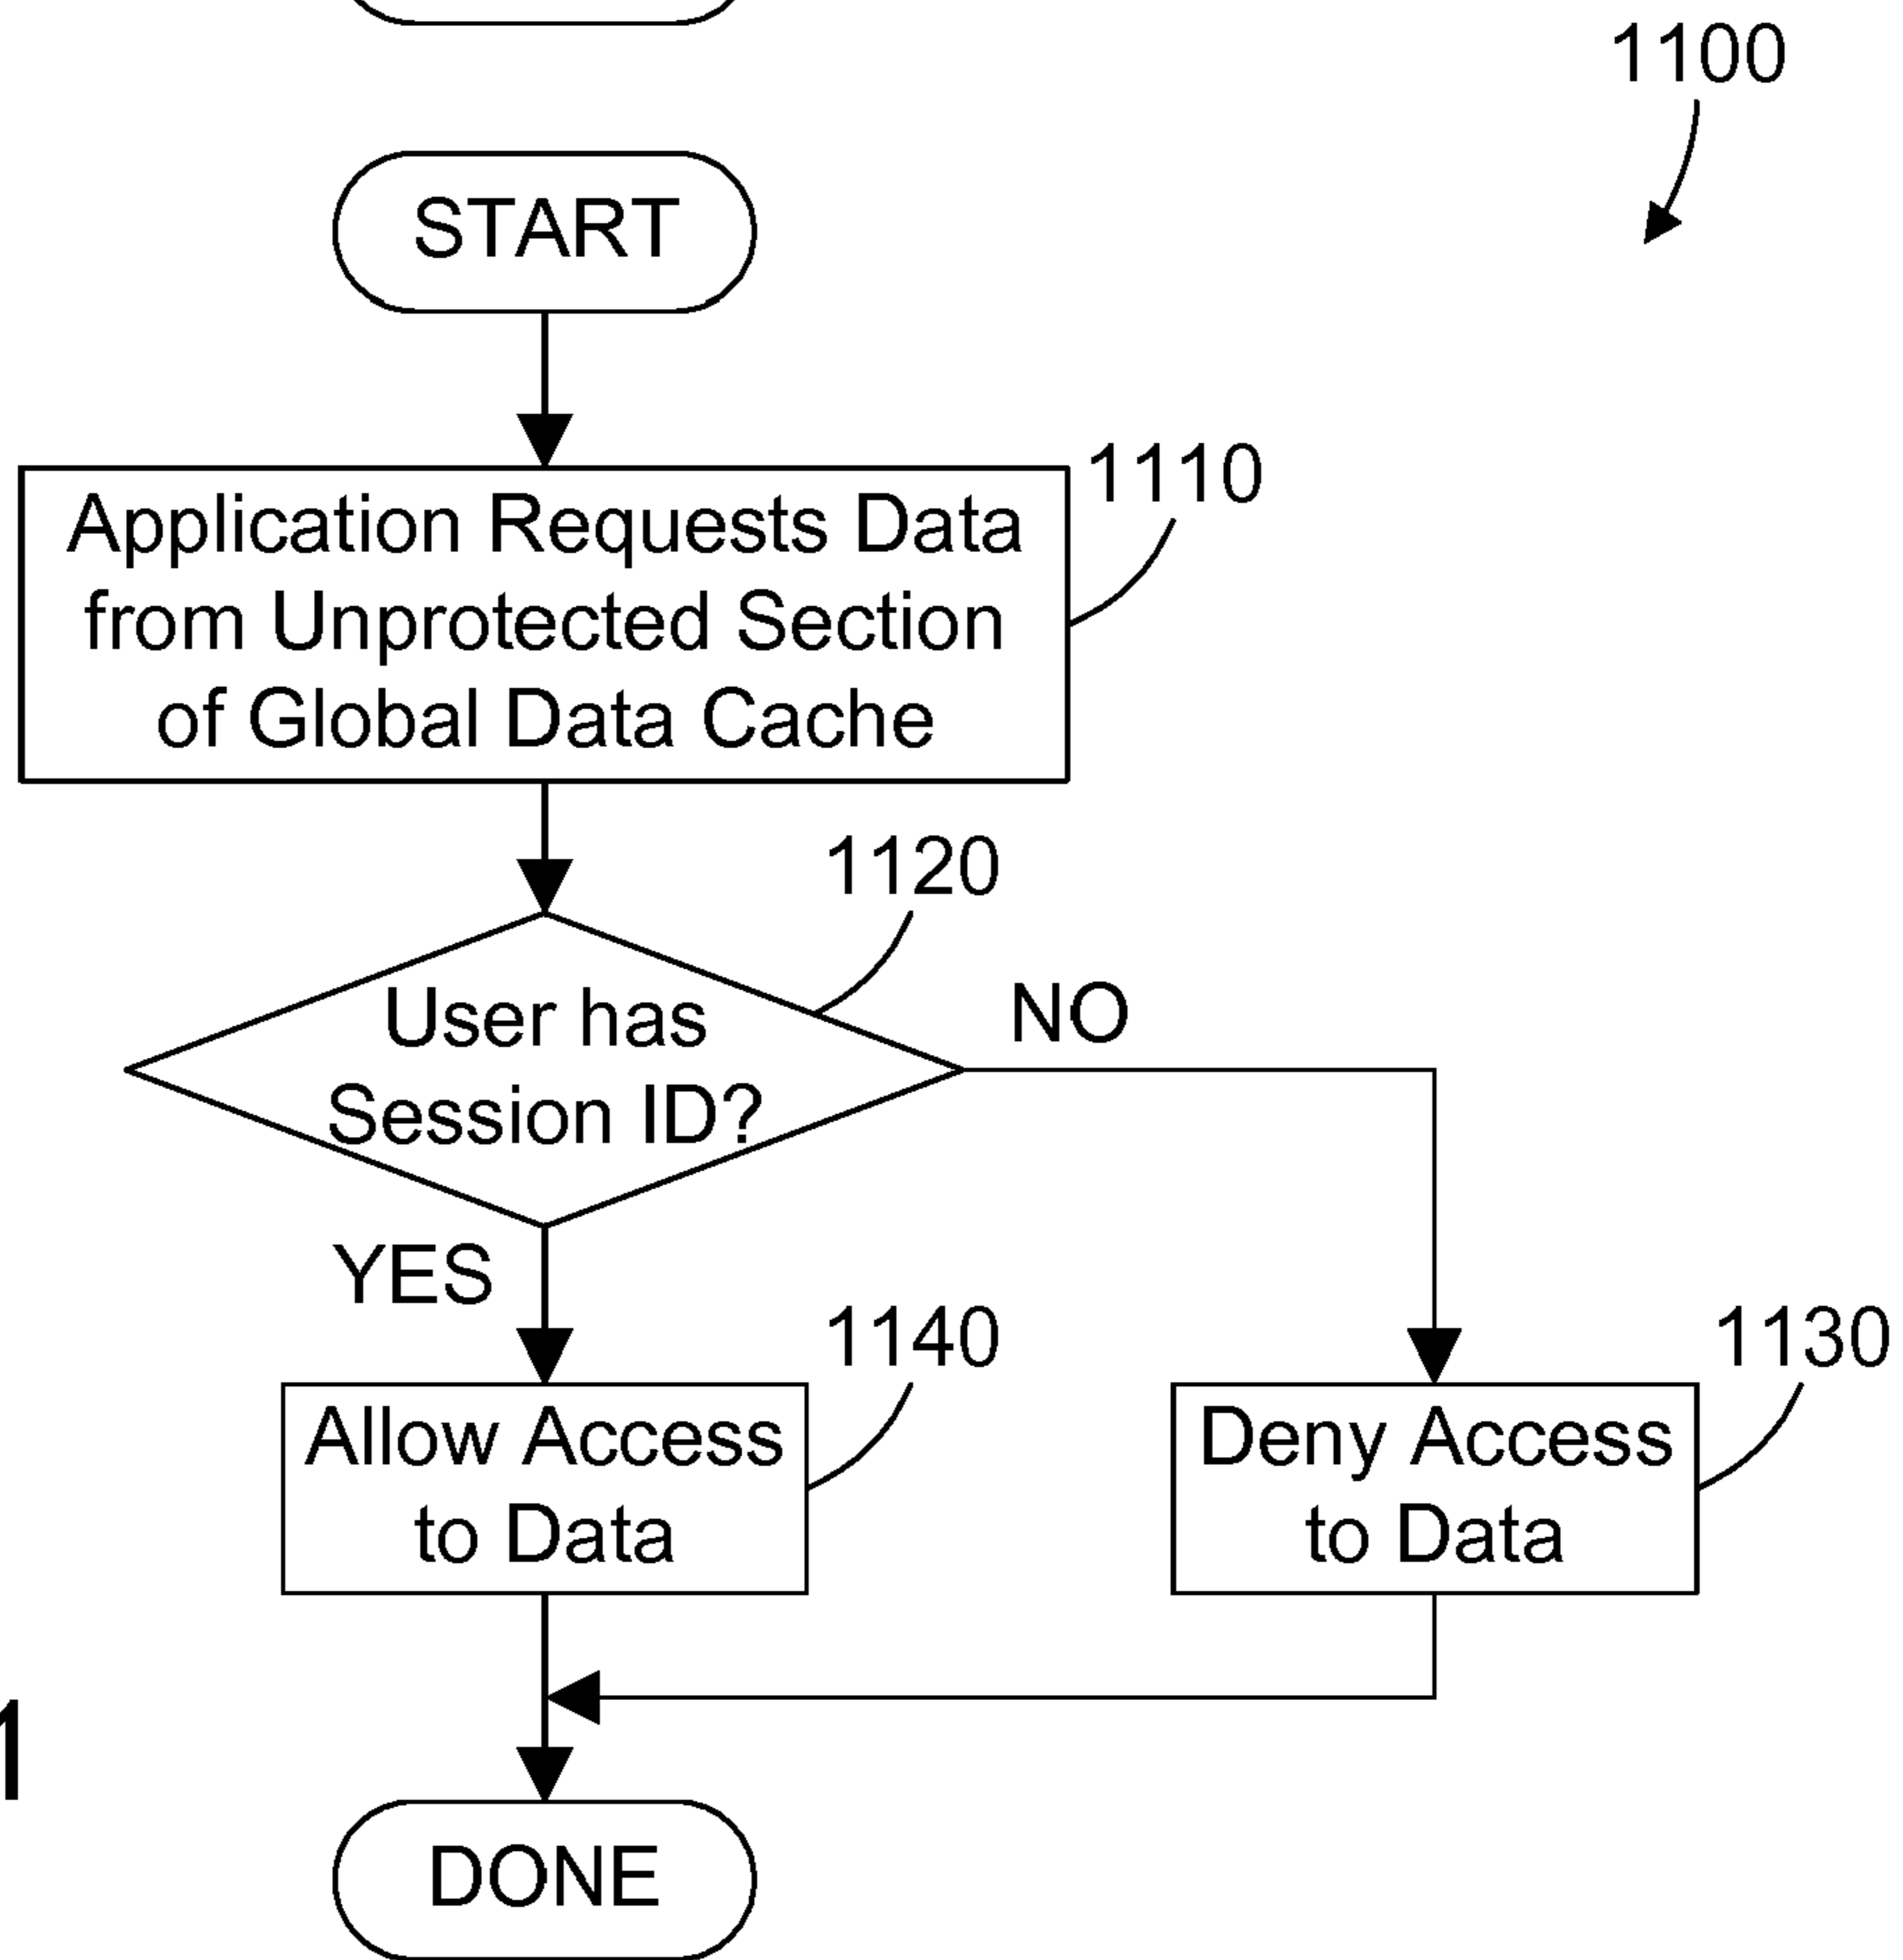 1100
START
1110
Application Requests Data
from Unprotected Section
of Global Data Cache
1120
User has
Session ID?
NO
YES
1140
1130
Allow Access
to Data
Deny Access
to Data
1
DONE